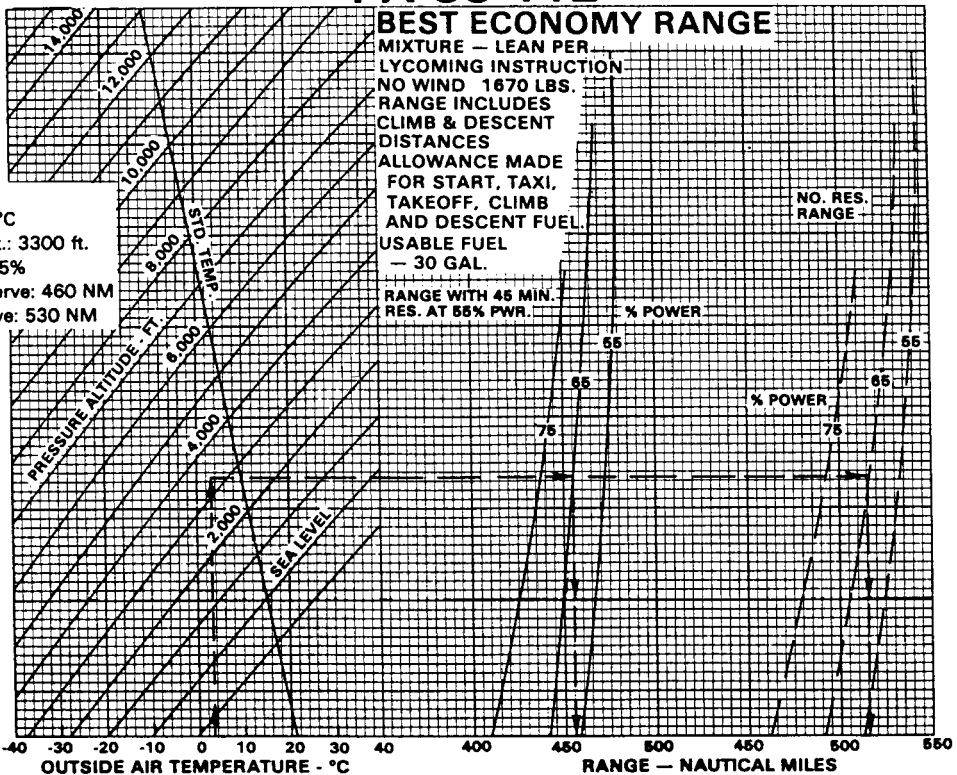 BEST ECONOMY RANGE
MIXTURE — LEAN PER
LYCOMING INSTRUCTION
NO WIND 1670 LBS.
RANGE INCLUDES
CLIMB & DESCENT
DISTANCES
ALLOWANCE MADE
FOR START, TAXI,
TAKEOFF, CLIMB
AND DESCENT FUEL.
USABLE FUEL
— 30 GAL.
RANGE WITH 45 MIN.
RES. AT 55% PWR.
14,000
12,000
10,000
8,000
6,000
4,000
2,000
SEA LEVEL
STD. TEMP.
PRESSURE ALTITUDE - FT.
°C
.: 3300 ft.
5%
erve: 460 NM
ve: 530 NM
% POWER
55
65
75
NO. RES.
RANGE
% POWER
55
65
75
-40 -30 -20 -10 0 10 20 30 40 400 450 500 450 500 550
OUTSIDE AIR TEMPERATURE - °C
RANGE — NAUTICAL MILES